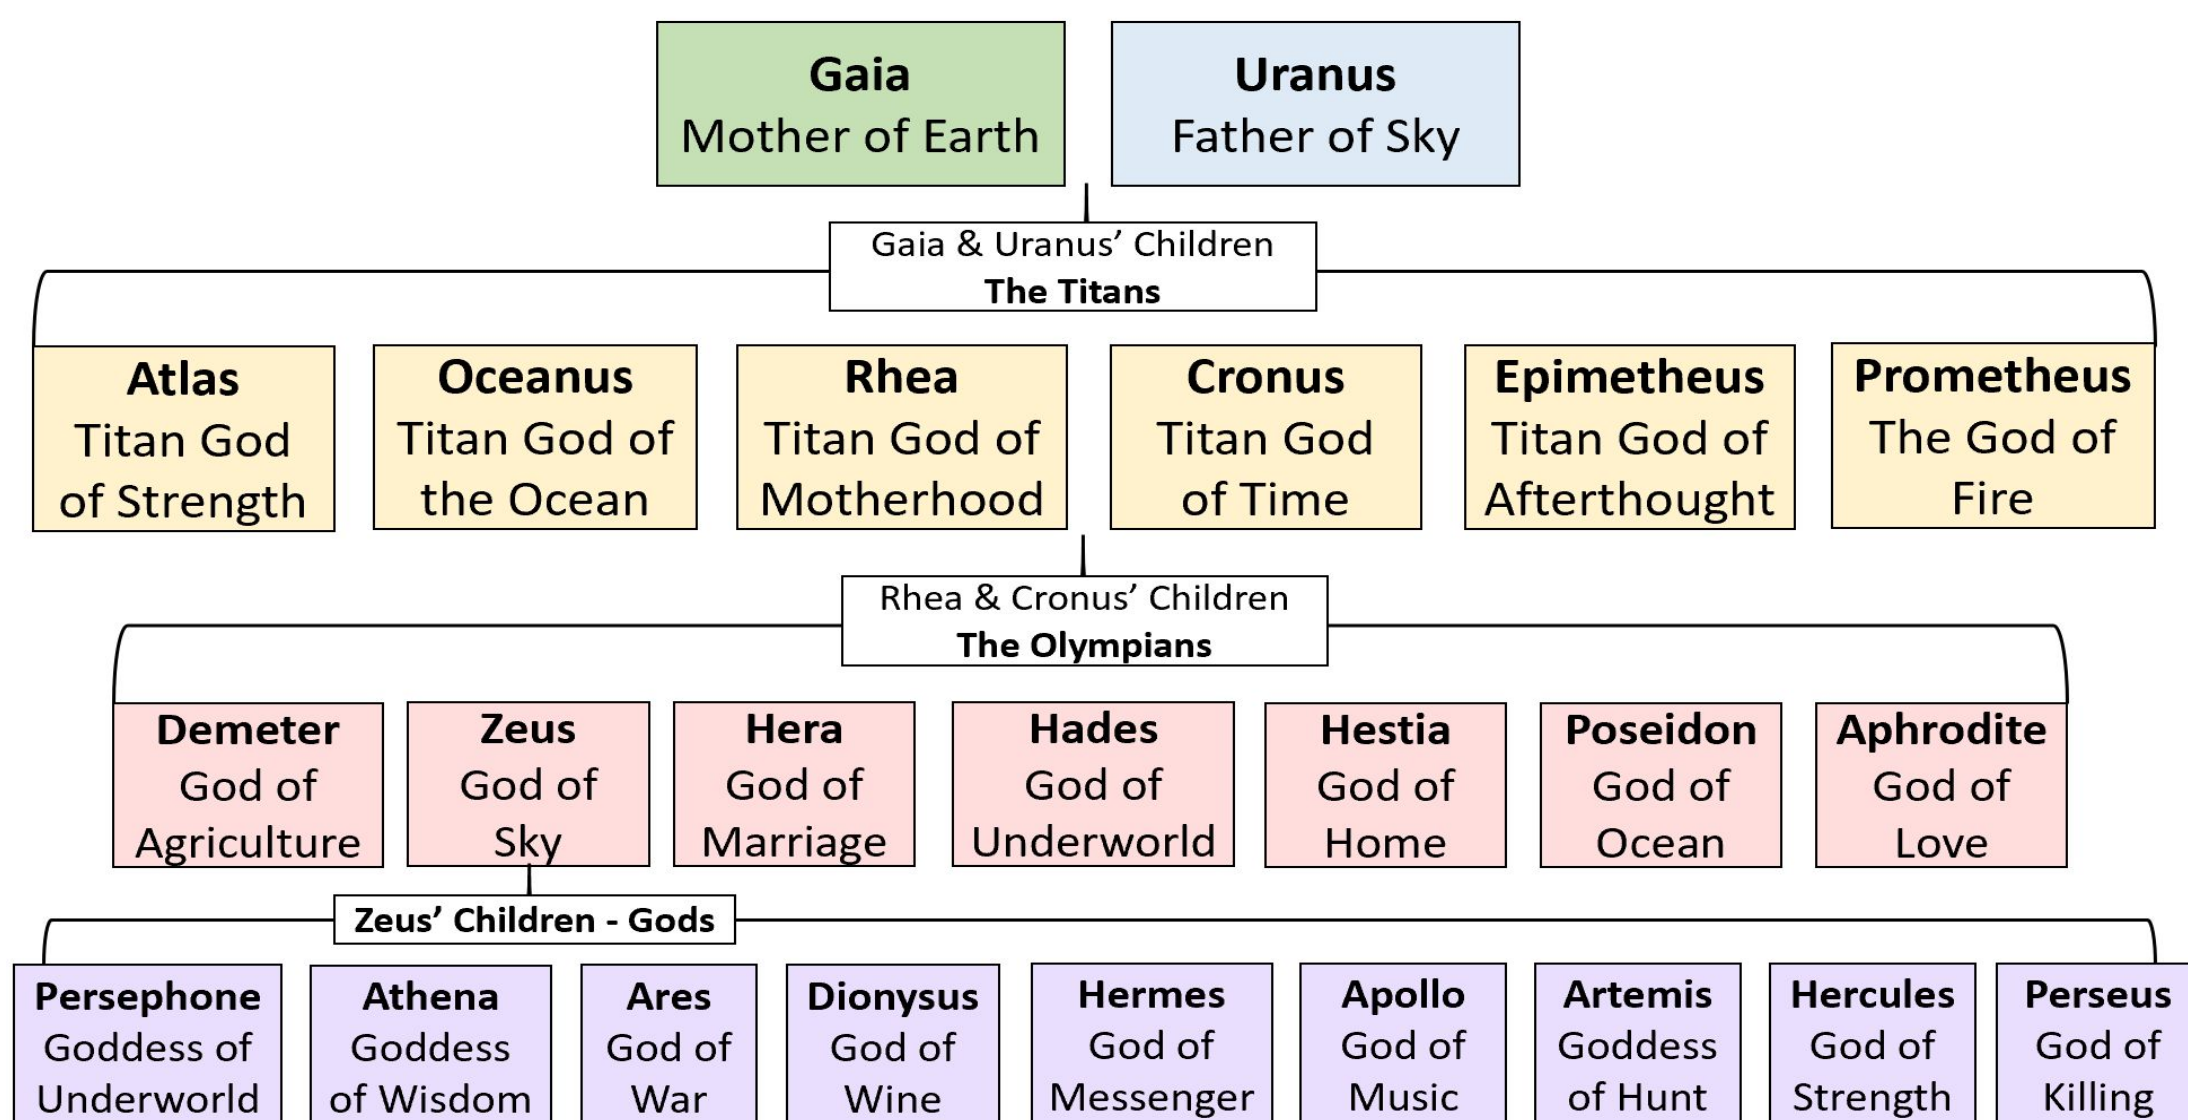 Gaia
Mother of Earth
Uranus
Father of Sky
Gaia & Uranus’ Children
The Titans
Atlas
Titan God
of Strength
Oceanus
Titan God of
the Ocean
Rhea
Titan God of
Motherhood
Cronus
Titan God
of Time
Epimetheus
Titan God of
Afterthought
Prometheus
The God of
Fire
Rhea & Cronus’ Children
The Olympians
Demeter
God of
Agriculture
Zeus
God of
Sky
Hera
God of
Marriage
Hades
God of
Underworld
Hestia
God of
Home
Poseidon
God of
Ocean
Aphrodite
God of
Love
Zeus’ Children - Gods
Persephone
Goddess of
Underworld
Athena
Goddess
of Wisdom
Ares
God of
War
Dionysus
God of
Wine
Hermes
God of
Messenger
Apollo
God of
Music
Artemis
Goddess
of Hunt
Hercules
God of
Strength
Perseus
God of
Killing